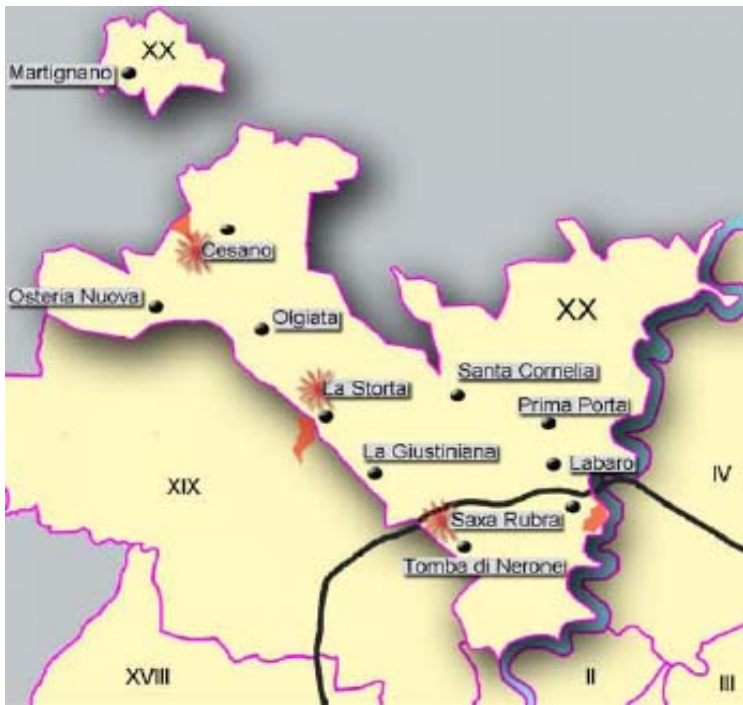 XX
Martignano
Cesano
Osteria Nuova
Olgiata
XX
Santa Cornelia
La Storta
Prima Porta
La Giustiniana
Labaro
IV
XIX
Saxa Rubra
Tomba di Nerone
XVIII
II
III